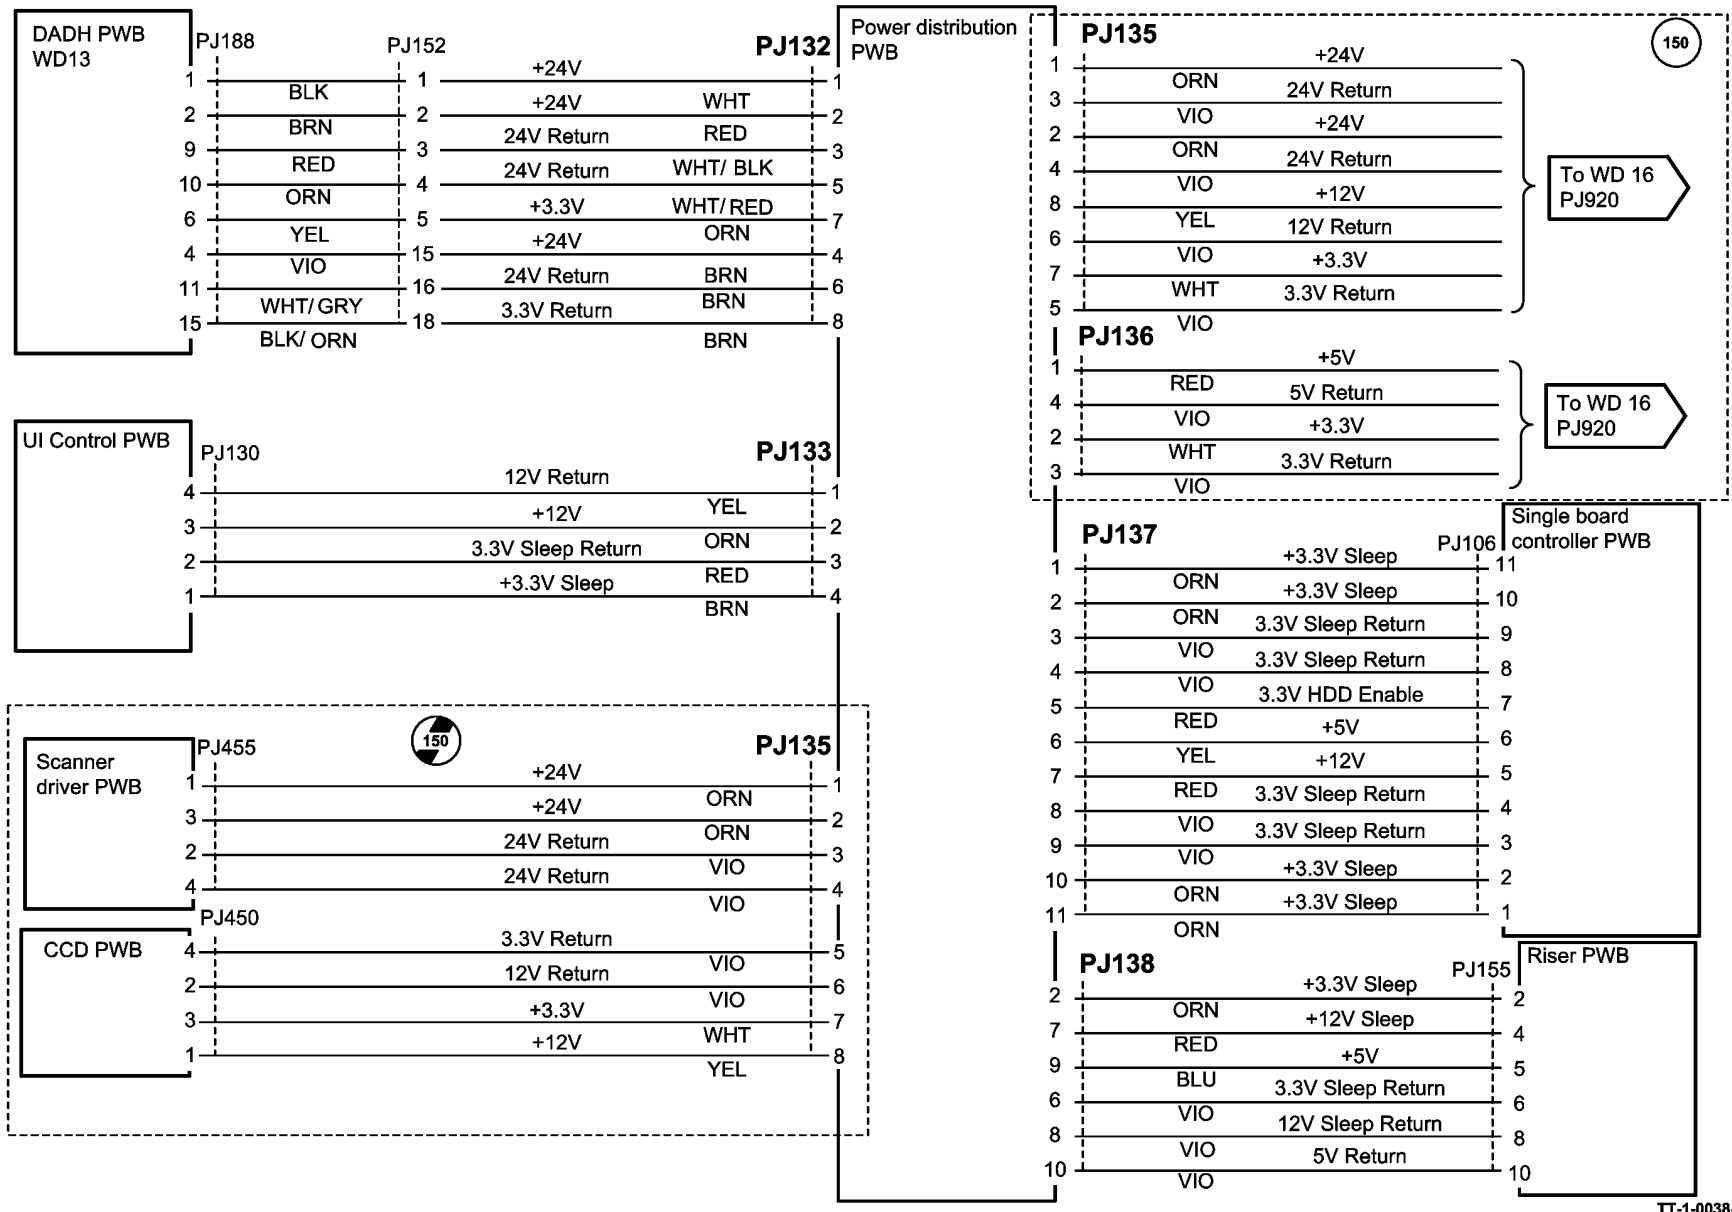 DADH PWB
WD13
PJ188
PJ152
PJ132
1 BLK 1 +24V WHT 1
2 BRN 2 +24V RED 2
9 RED 3 24V Return WHT/ BLK 3
10 ORN 4 24V Return WHT/ RED 5
6 YEL 5 +3.3V ORN 7
4 VIO 15 +24V BRN 4
11 WHT/ GRY 16 24V Return BRN 6
15 BLK/ ORN 18 3.3V Return BRN 8
UI Control PWB
PJ130
PJ133
4 12V Return YEL 1
3 +12V ORN 2
2 3.3V Sleep Return RED 3
1 +3.3V Sleep BRN 4
150
Scanner
driver PWB
PJ455
PJ135
1 +24V ORN 1
3 +24V ORN 2
2 24V Return VIO 3
4 24V Return VIO 4
CCD PWB
PJ450
4 3.3V Return VIO 5
2 12V Return VIO 6
3 +3.3V WHT 7
1 +12V YEL 8
Power distribution
PWB
PJ135
150
1 ORN +24V
3 VIO 24V Return
2 ORN +24V
4 VIO 24V Return
8 YEL +12V
6 VIO 12V Return
7 WHT +3.3V
5 VIO 3.3V Return
To WD 16
PJ920
PJ136
1 RED +5V
4 VIO 5V Return
2 WHT +3.3V
3 VIO 3.3V Return
To WD 16
PJ920
PJ137
PJ106
Single board
controller PWB
1 ORN +3.3V Sleep 11
2 ORN +3.3V Sleep 10
3 VIO 3.3V Sleep Return 9
4 VIO 3.3V Sleep Return 8
5 RED 3.3V HDD Enable 7
6 YEL +5V 6
7 RED +12V 5
8 VIO 3.3V Sleep Return 4
9 VIO 3.3V Sleep Return 3
10 ORN +3.3V Sleep 2
11 ORN +3.3V Sleep 1
PJ138
PJ155
Riser PWB
2 ORN +3.3V Sleep 2
7 RED +12V Sleep 4
9 BLU +5V 5
6 VIO 3.3V Sleep Return 6
8 VIO 12V Sleep Return 8
10 VIO 5V Return 10